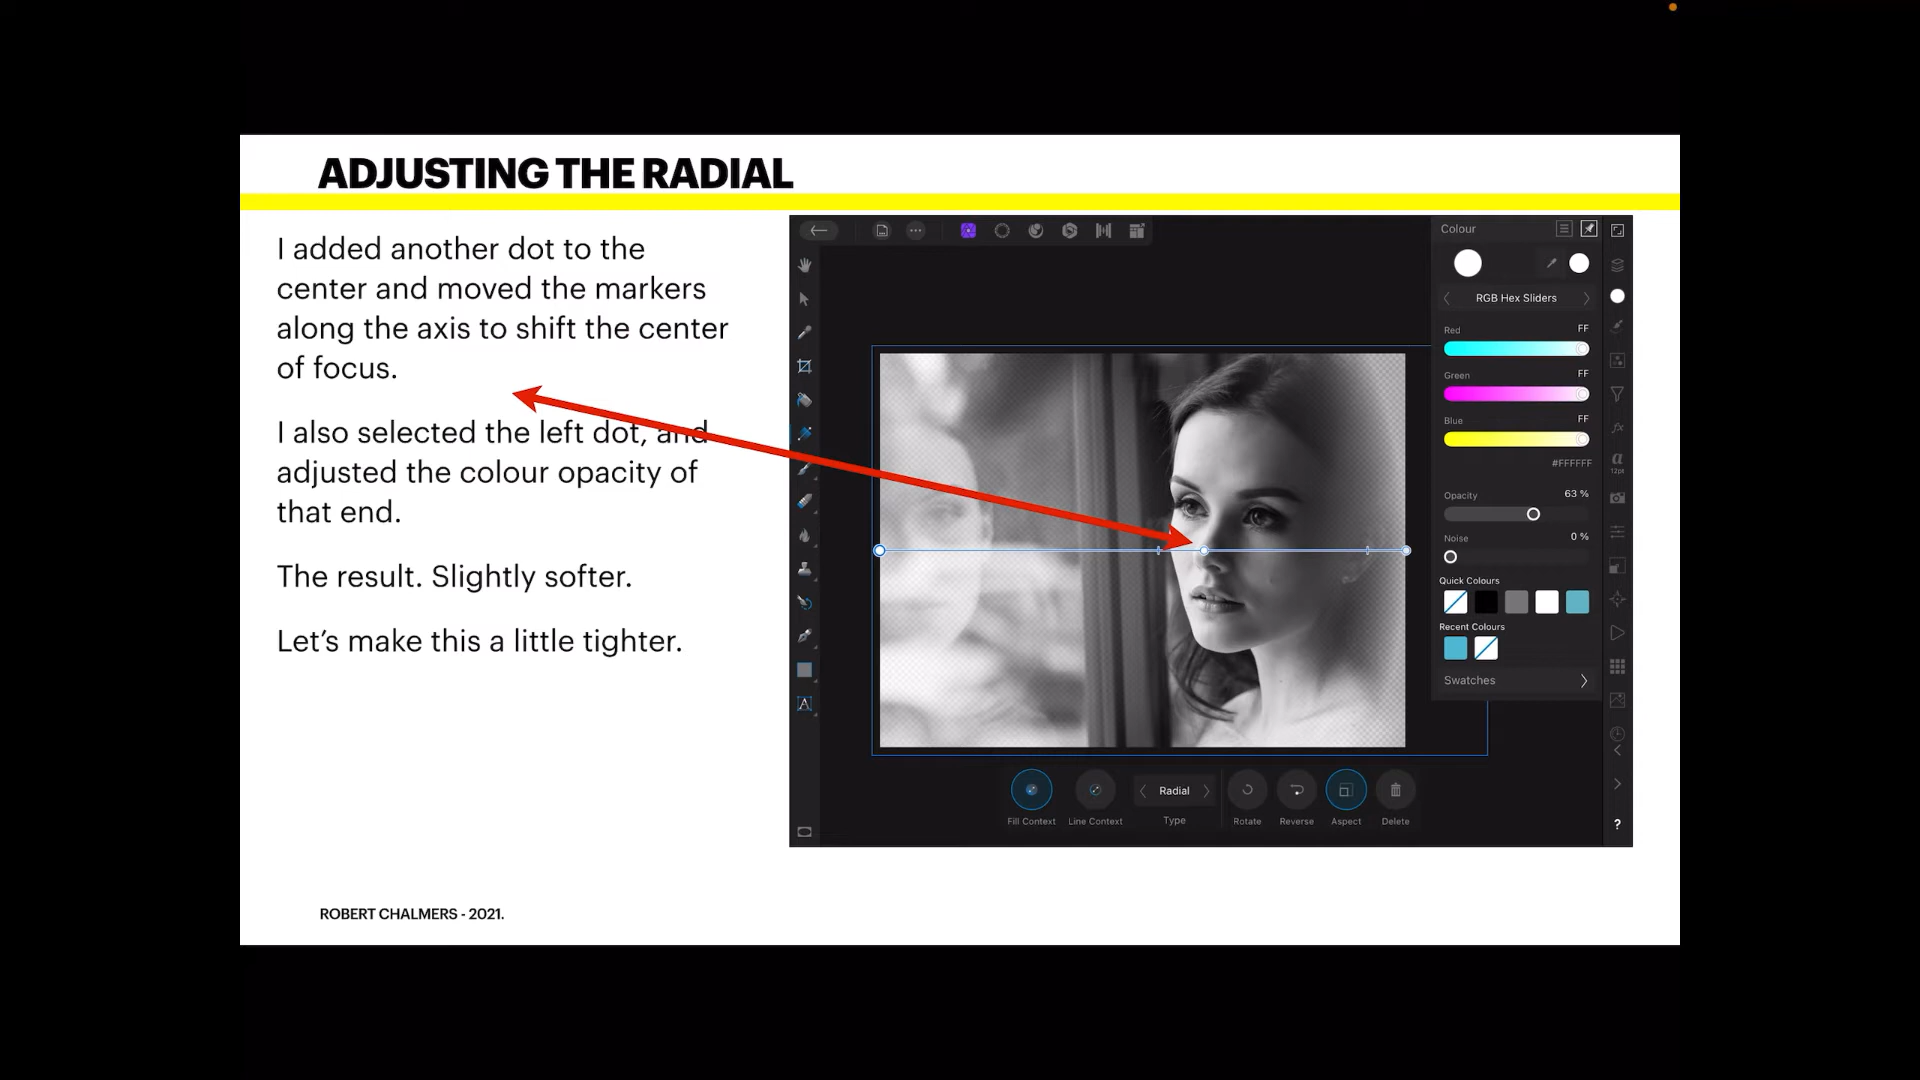 ADJUSTING THE RADIAL
I added another dot to the
center and moved the markers
along the axis to shift the center
of focus.
I also selected the left dot, and
adjusted the colour opacity of
that end.
The result. Slightly softer.
Let's make this a little tighter.
Colour
RGB Hex Sliders
Red FF
Green FF
Blue FF
#FFFFFF
Opacity 63 %
Noise 0 %
Quick Colours
Recent Colours
Swatches
a
12pt
fx
A
?
Radial
Fill Context Line Context Type Rotate Reverse Aspect Delete
ROBERT CHALMERS - 2021.